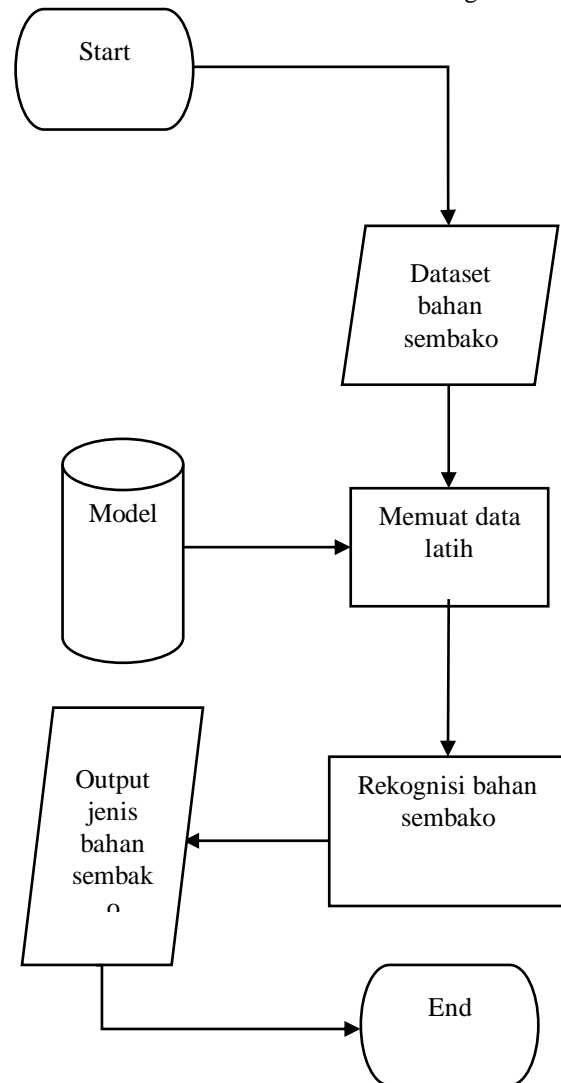 Start
Dataset
bahan
sembako
Model
Memuat data
latih
Rekognisi bahan
sembako
Output
jenis
bahan
sembak
o
End